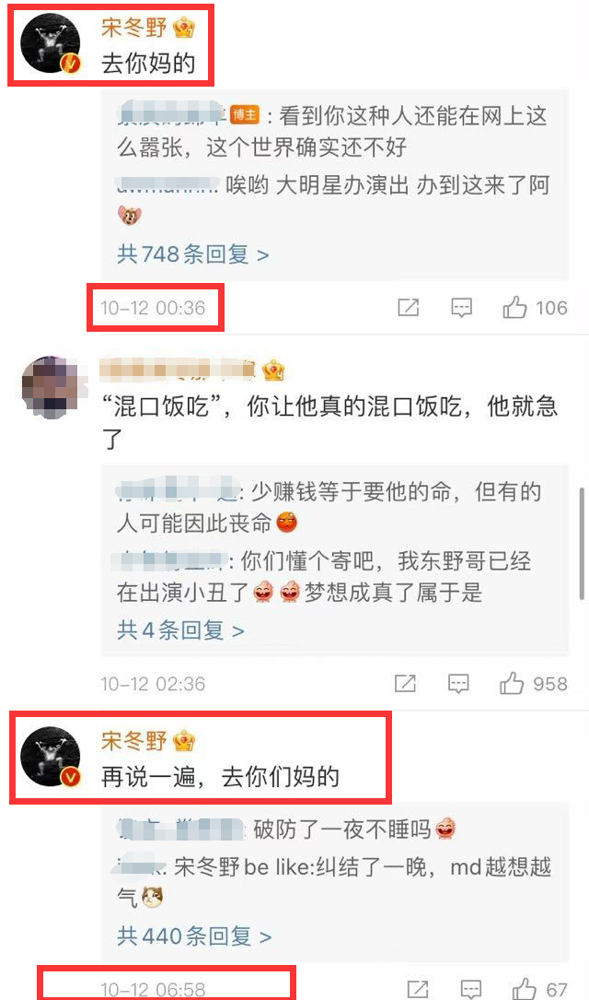 宋冬野
去你妈的
博主 : 看到你这种人还能在网上这
么嚣张，这个世界确实还不好
唉哟 大明星办演出 办到这来了阿
共748条回复 >
10-12 00:36
106
“混口饭吃”，你让他真的混口饭吃，他就急
了
: 少赚钱等于要他的命，但有的
人可能因此丧命
: 你们懂个寄吧，我东野哥已经
在出演小丑了 梦想成真了属于是
共4条回复 >
10-12 02:36
958
宋冬野
再说一遍，去你们妈的
: 破防了一夜不睡吗
: 宋冬野be like:纠结了一晚，md越想越
气
共440条回复 >
10-12 06:58
67